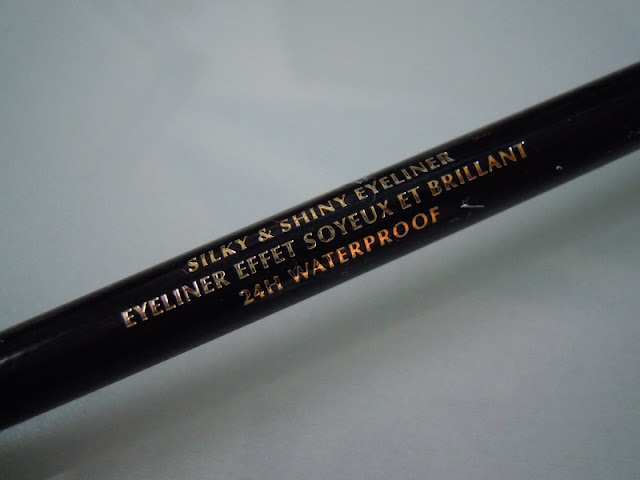 SILKY & SHINY EYELINER
EYELINER EFFET SOYEUX ET BRILLANT
24H WATERPROOF